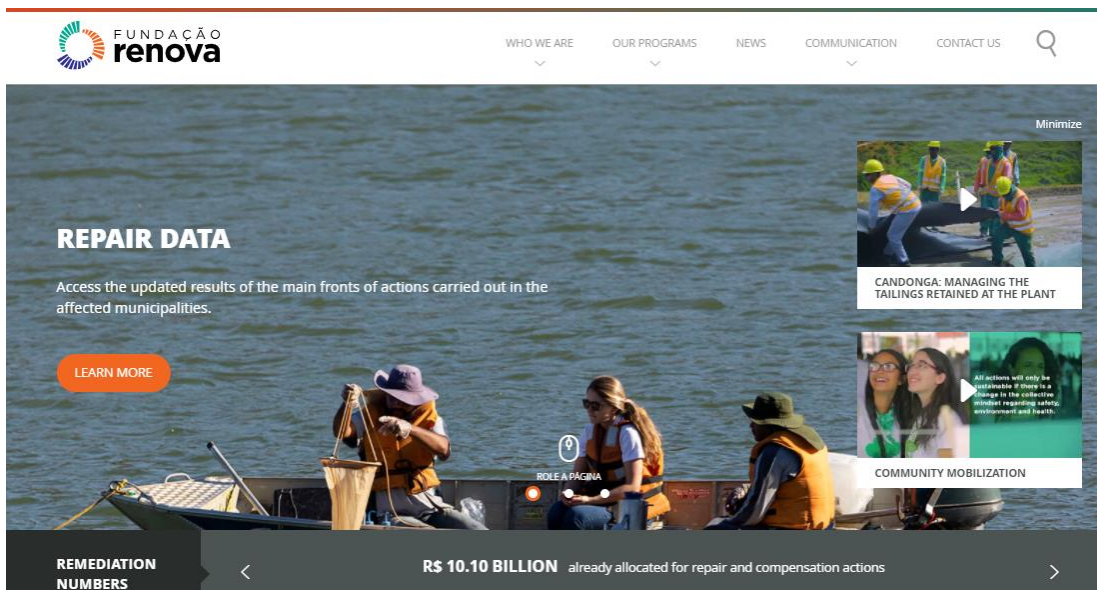 FUNDAÇÃO
renova
WHO WE ARE
OUR PROGRAMS
NEWS
COMMUNICATION
CONTACT US
Minimize
REPAIR DATA
Access the updated results of the main fronts of actions carried out in the
affected municipalities.
LEARN MORE
CANDONGA: MANAGING THE
TAILINGS RETAINED AT THE PLANT
All actions will only be
sustainable if there is a
change in the collective
mindset regarding safety,
environment and health.
COMMUNITY MOBILIZATION
ROLE A PÁGINA
REMEDIATION
NUMBERS
R$ 10.10 BILLION already allocated for repair and compensation actions